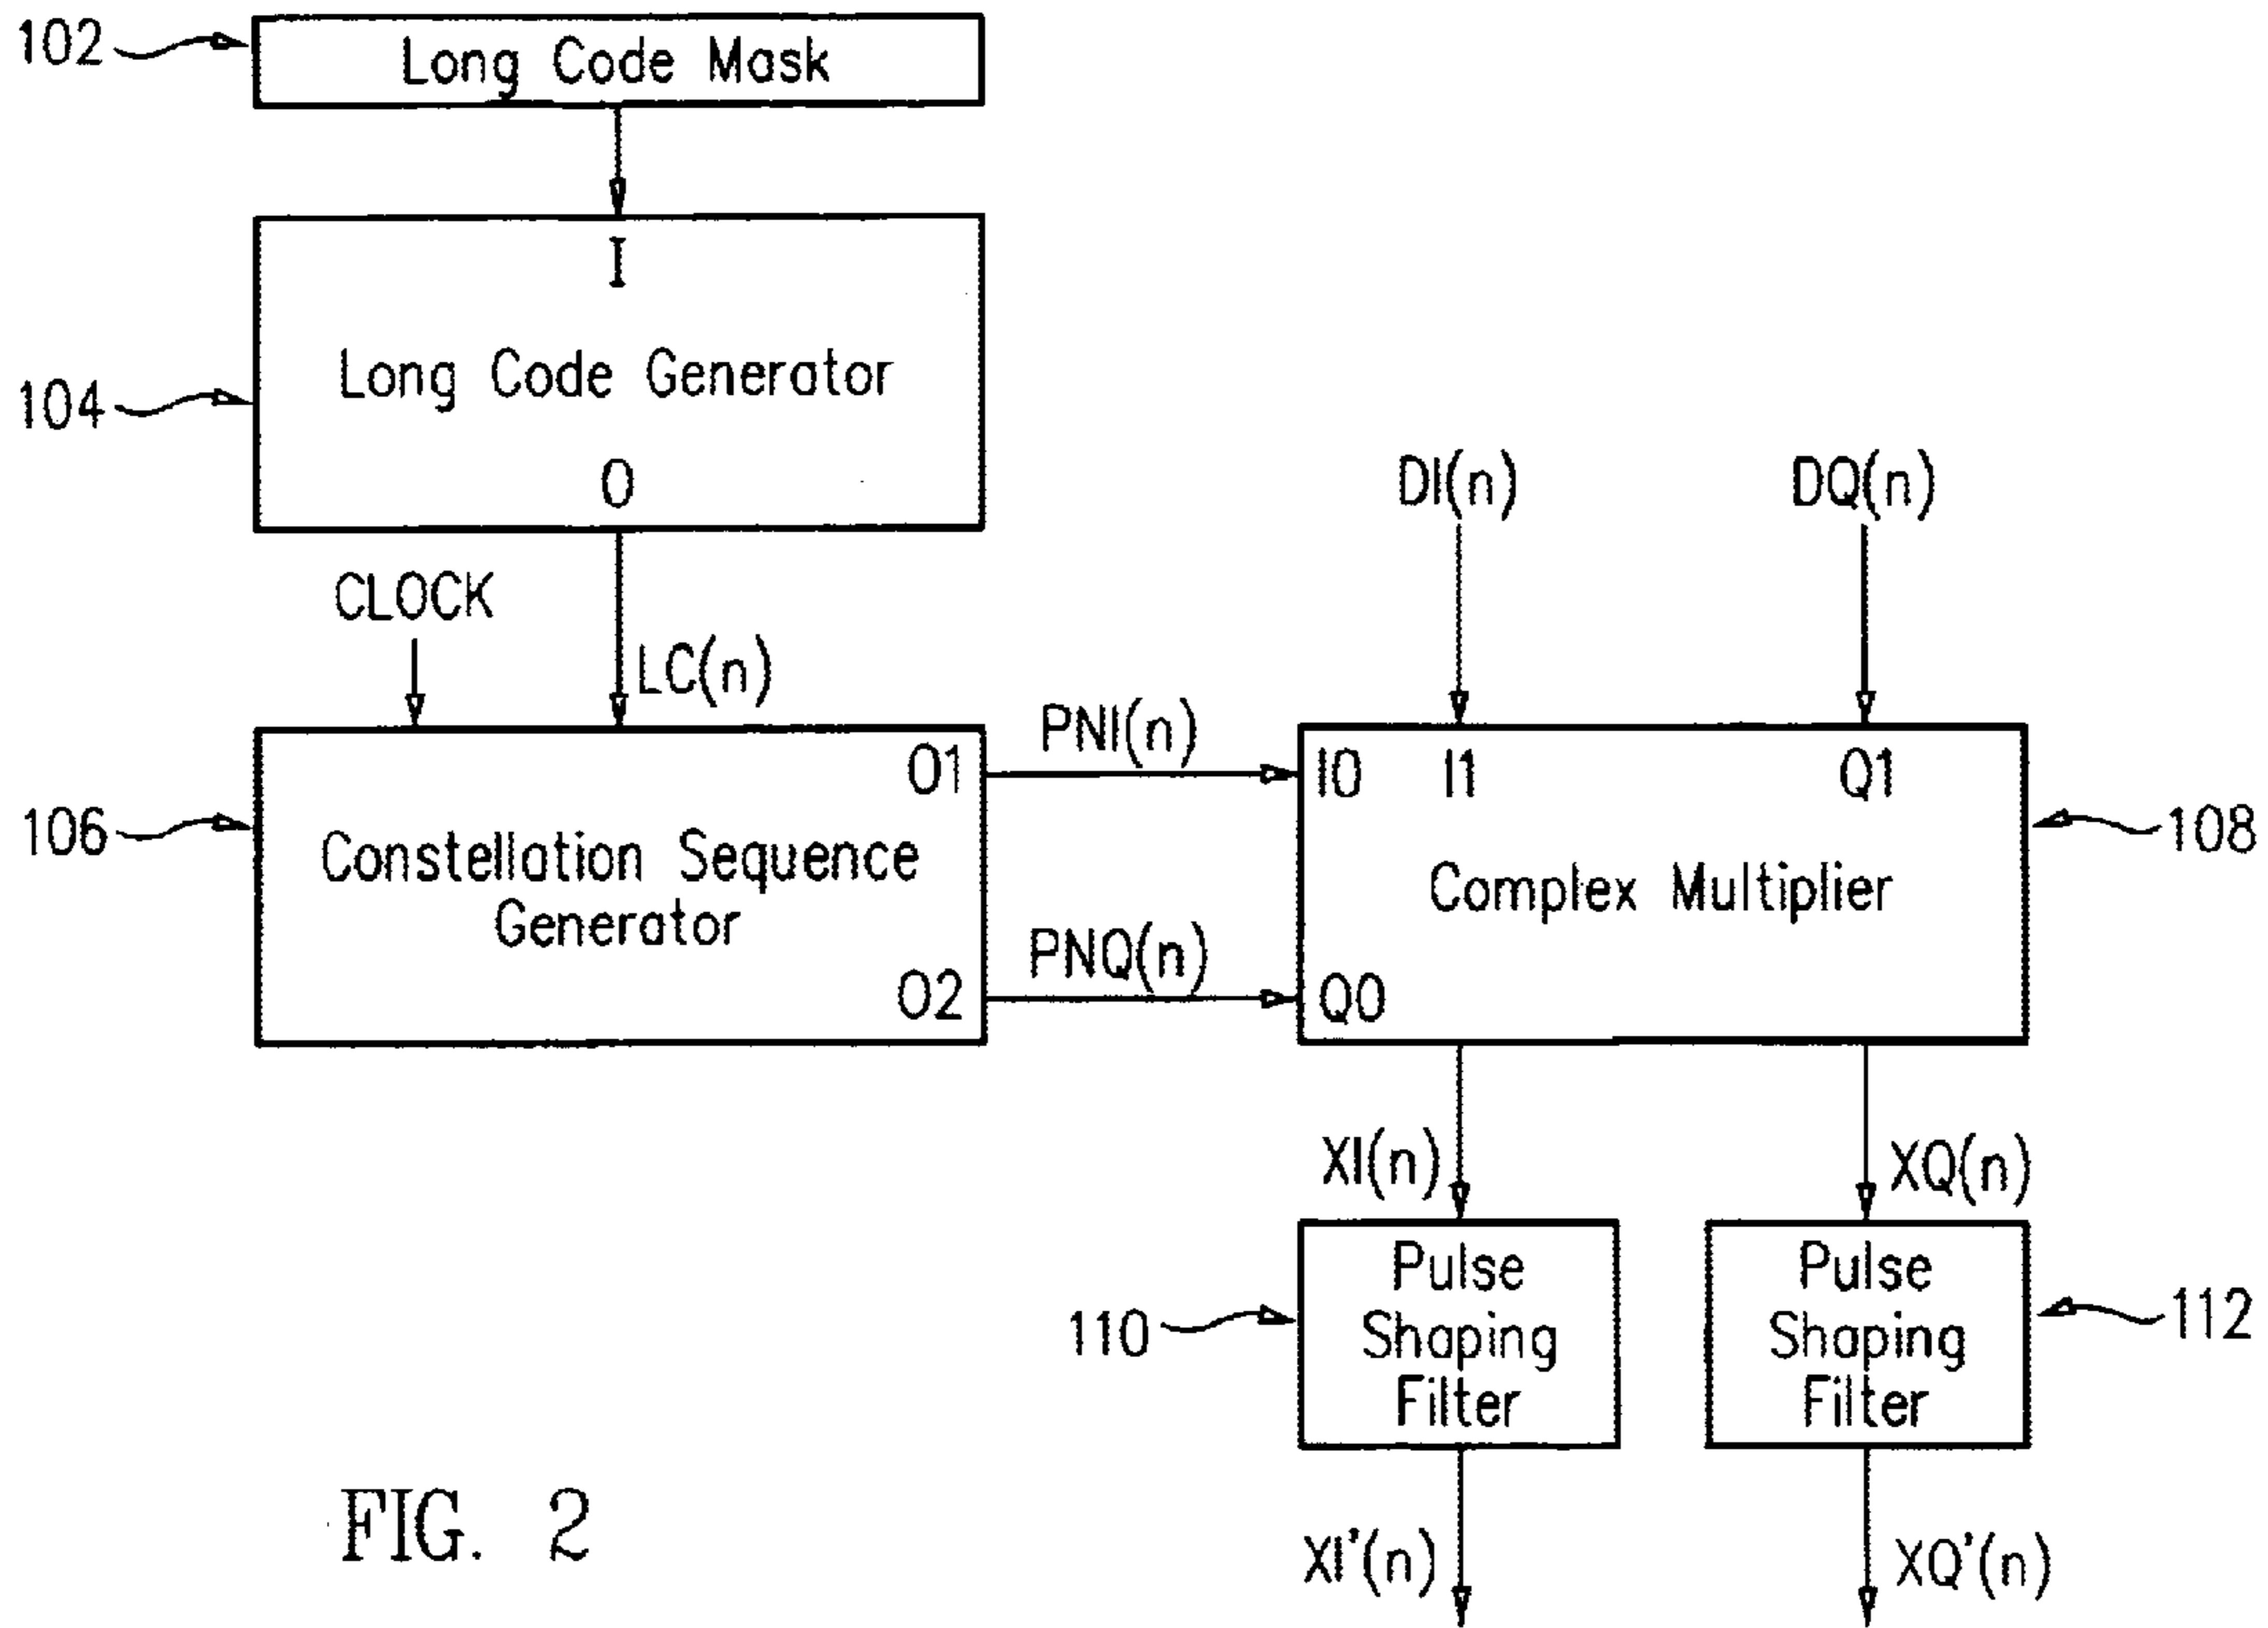 102
Long Code Mask
I
Long Code Generator
104
O
CLOCK
LC(n)
DI(n)
DQ(n)
PNI(n)
O1
I0
I1
Q1
106
Constellation Sequence
Generator
108
Complex Multiplier
PNQ(n)
O2
Q0
XI(n)
XQ(n)
110
Pulse
Shaping
Filter
Pulse
Shaping
Filter
112
XI'(n)
XQ'(n)
FIG. 2